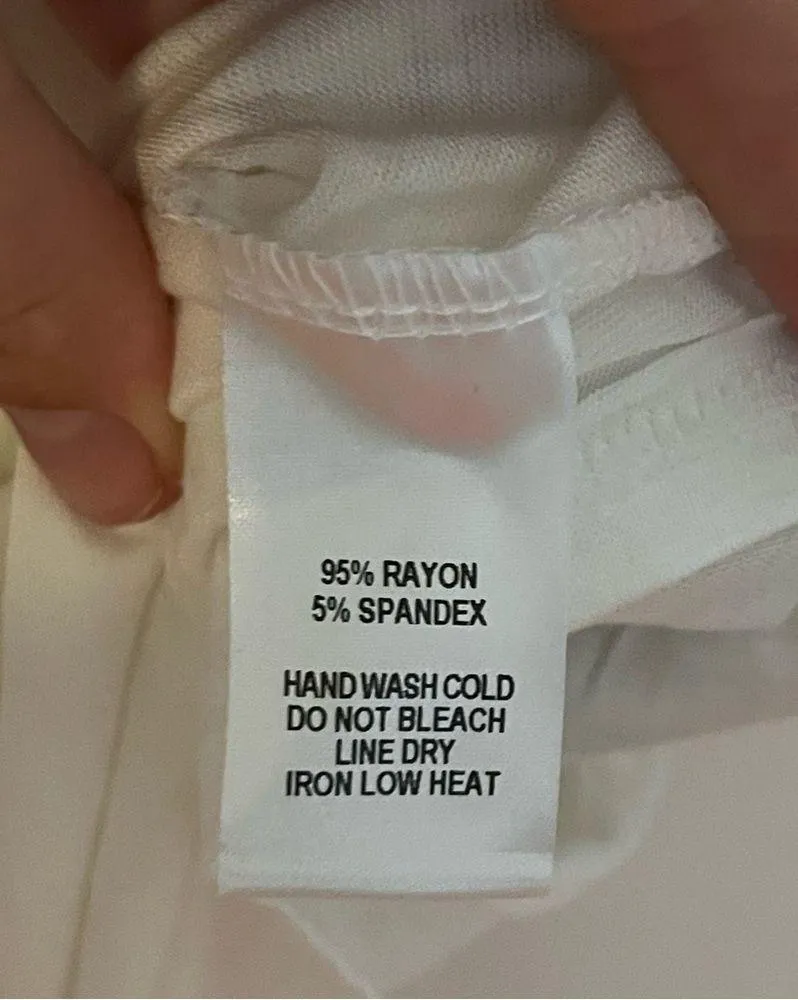 95% RAYON
5% SPANDEX
HAND WASH COLD
DO NOT BLEACH
LINE DRY
IRON LOW HEAT